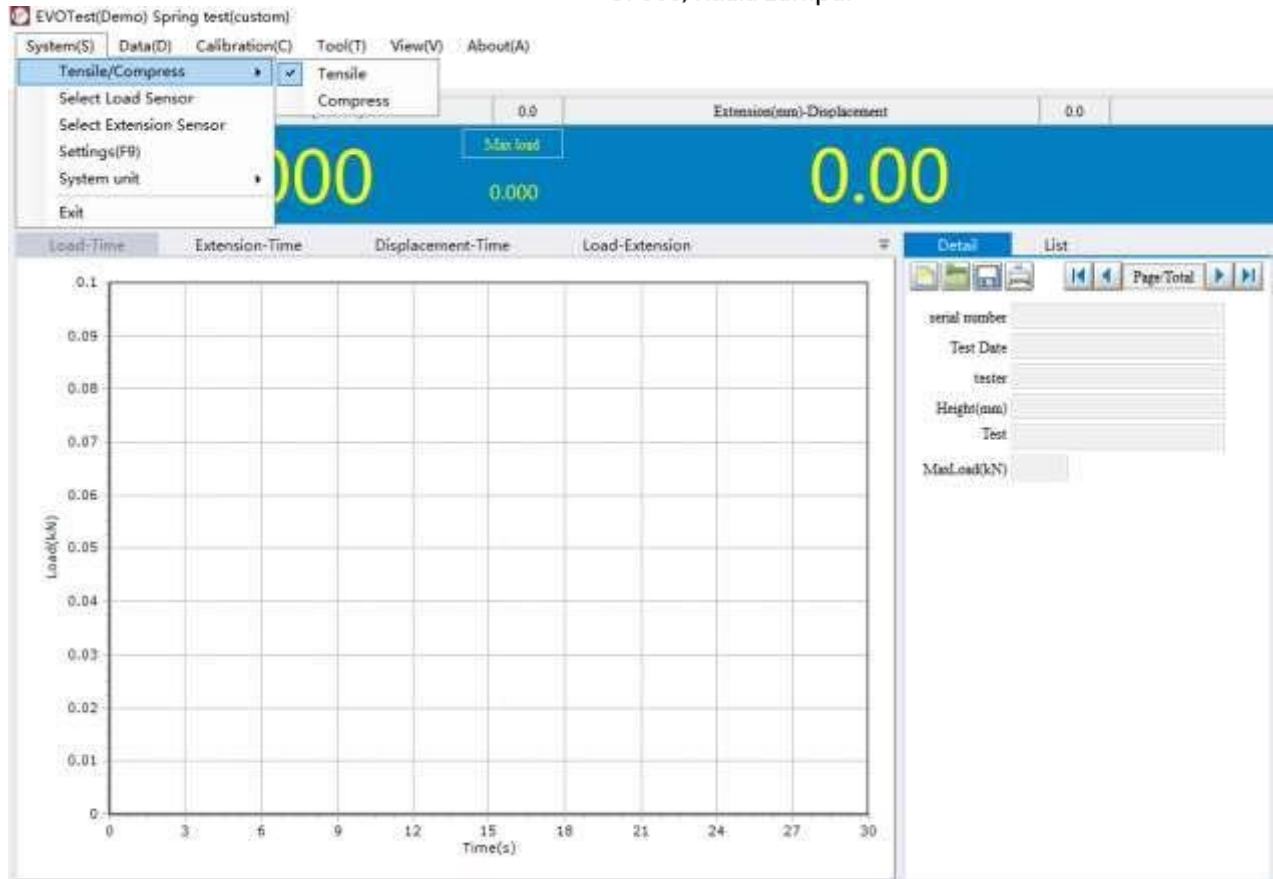 EVOTest(Demo) Spring test(custom)
System(S) Data(D) Calibration(C) Tool(T) View(V) About(A)
Tensile/Compress
Tensile
Compress
Select Load Sensor
Select Extension Sensor
Settings(F9)
System unit
Exit
0.0 Extension(mm)-Displacement 0.0
000 Max load 0.000 0.00
Load-Time Extension-Time Displacement-Time Load-Extension
Detail List
Page/Total
serial number
Test Date
tester
Height(mm)
Test
MaxLoad(kN)
0.1
0.09
0.08
0.07
0.06
0.05
0.04
0.03
0.02
0.01
0
Load(kN)
0 3 6 9 12 15 18 21 24 27 30
Time(s)